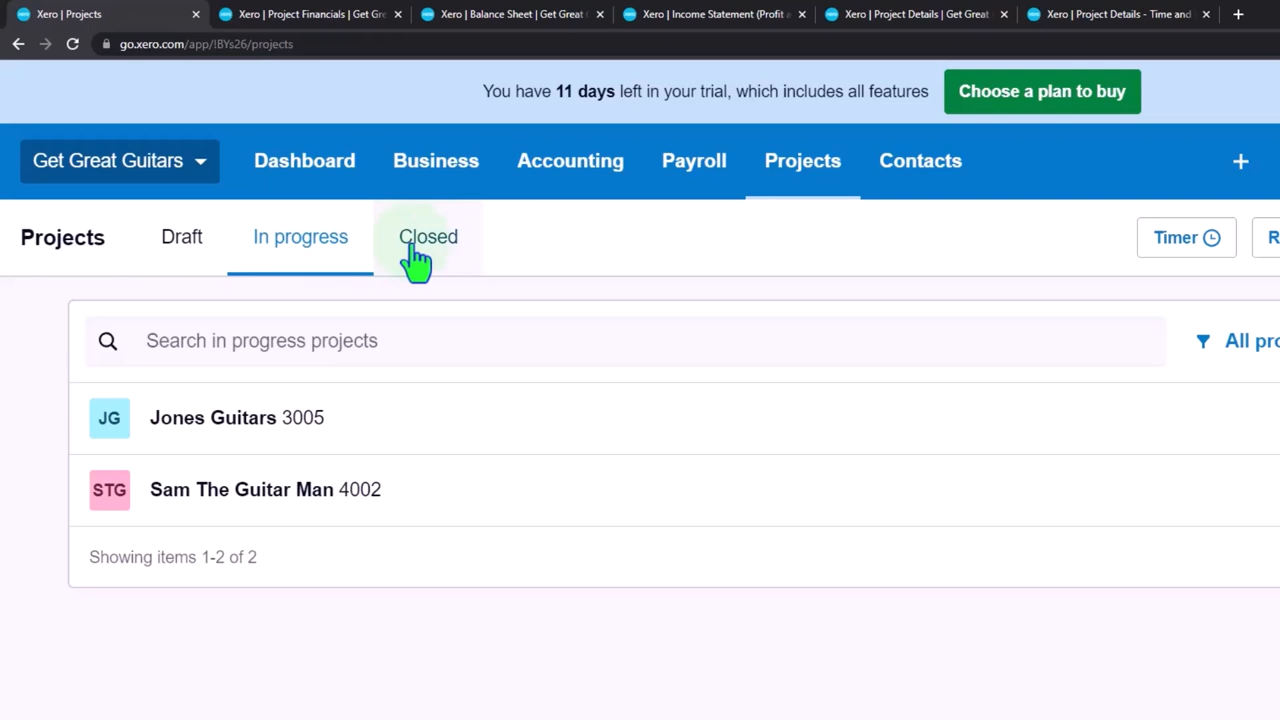 Xero | Projects
Xero | Project Financials | Get Gre
Xero | Balance Sheet | Get Great
Xero | Income Statement (Profit a
Xero | Project Details | Get Great
Xero | Project Details - Time and
go.xero.com/app/!BYs26/projects
You have 11 days left in your trial, which includes all features
Choose a plan to buy
Get Great Guitars
Dashboard
Business
Accounting
Payroll
Projects
Contacts
Projects
Draft
In progress
Closed
Timer
R
Search in progress projects
All pro
JG
Jones Guitars 3005
STG
Sam The Guitar Man 4002
Showing items 1-2 of 2